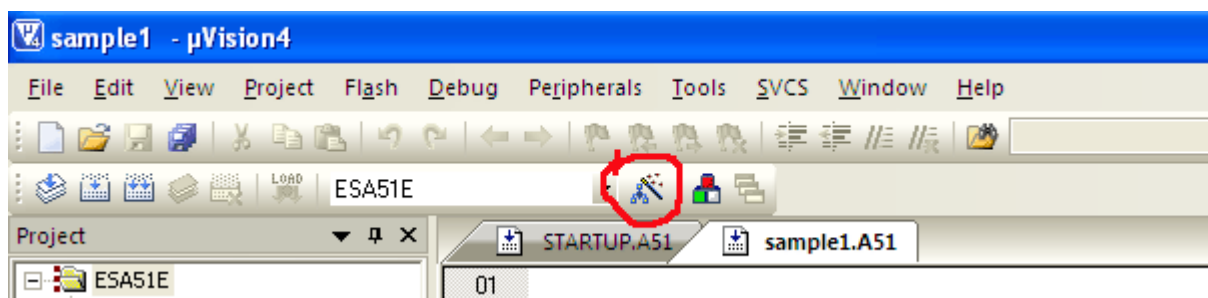 sample1 - µVision4
File Edit View Project Flash Debug Peripherals Tools SVCS Window Help
LOAD ESA51E
Project STARTUP.A51 sample1.A51
ESA51E 01